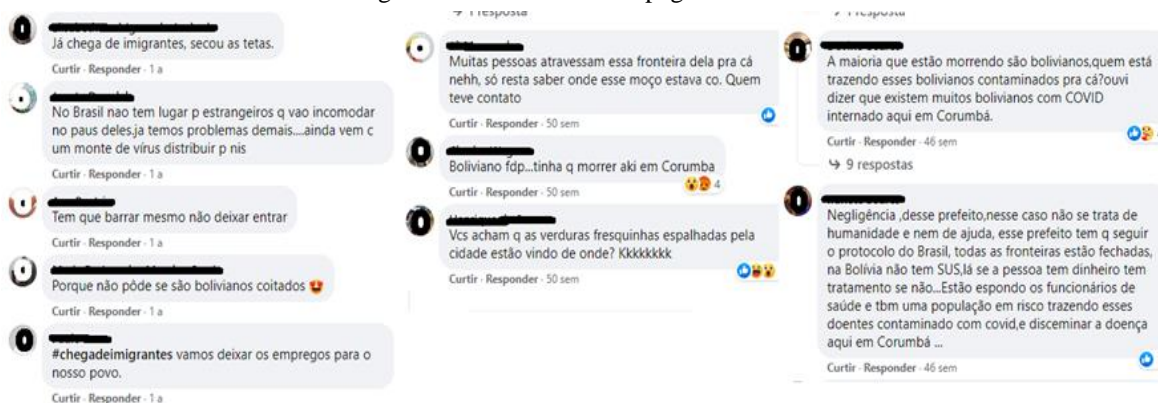 Já chega de imigrantes, secou as tetas.
Curtir · Responder · 1 a
No Brasil nao tem lugar p estrangeiros q vao incomodar
no paus deles.ja temos problemas demais....ainda vem c
um monte de vírus distribuir p nis
Curtir · Responder · 1 a
Tem que barrar mesmo não deixar entrar
Curtir · Responder · 1 a
Porque não pôde se são bolivianos coitados
Curtir · Responder · 1 a
#chegadeimigrantes vamos deixar os empregos para o
nosso povo.
Curtir · Responder · 1 a
1 resposta
Muitas pessoas atravessam essa fronteira dela pra cá
nehh, só resta saber onde esse moço estava co. Quem
teve contato
Curtir · Responder · 50 sem
Boliviano fdp...tinha q morrer aki em Corumba
4
Curtir · Responder · 50 sem
Vcs acham q as verduras fresquinhas espalhadas pela
cidade estão vindo de onde? Kkkkkkkk
Curtir · Responder · 50 sem
A maioria que estão morrendo são bolivianos,quem está
trazendo esses bolivianos contaminados pra cá?ouvi
dizer que existem muitos bolivianos com COVID
internado aqui em Corumbá.
Curtir · Responder · 46 sem
9 respostas
Negligência ,desse prefeito,nesse caso não se trata de
humanidade e nem de ajuda, esse prefeito tem q seguir
o protocolo do Brasil, todas as fronteiras estão fechadas,
na Bolívia não tem SUS,lá se a pessoa tem dinheiro tem
tratamento se não...Estão espondo os funcionários de
saúde e tbm uma população em risco trazendo esses
doentes contaminado com covid,e disceminar a doença
aqui em Corumbá ...
Curtir · Responder · 46 sem